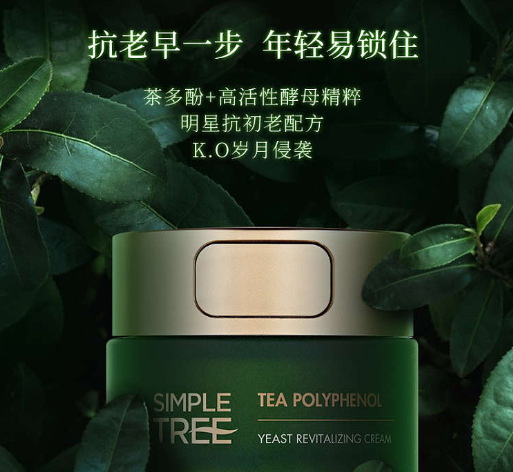 抗老早一步 年轻易锁住
茶多酚+高活性酵母精粹
明星抗初老配方
K.O岁月侵袭
SIMPLE
TREE
TEA POLYPHENOL
YEAST REVITALIZING CREAM